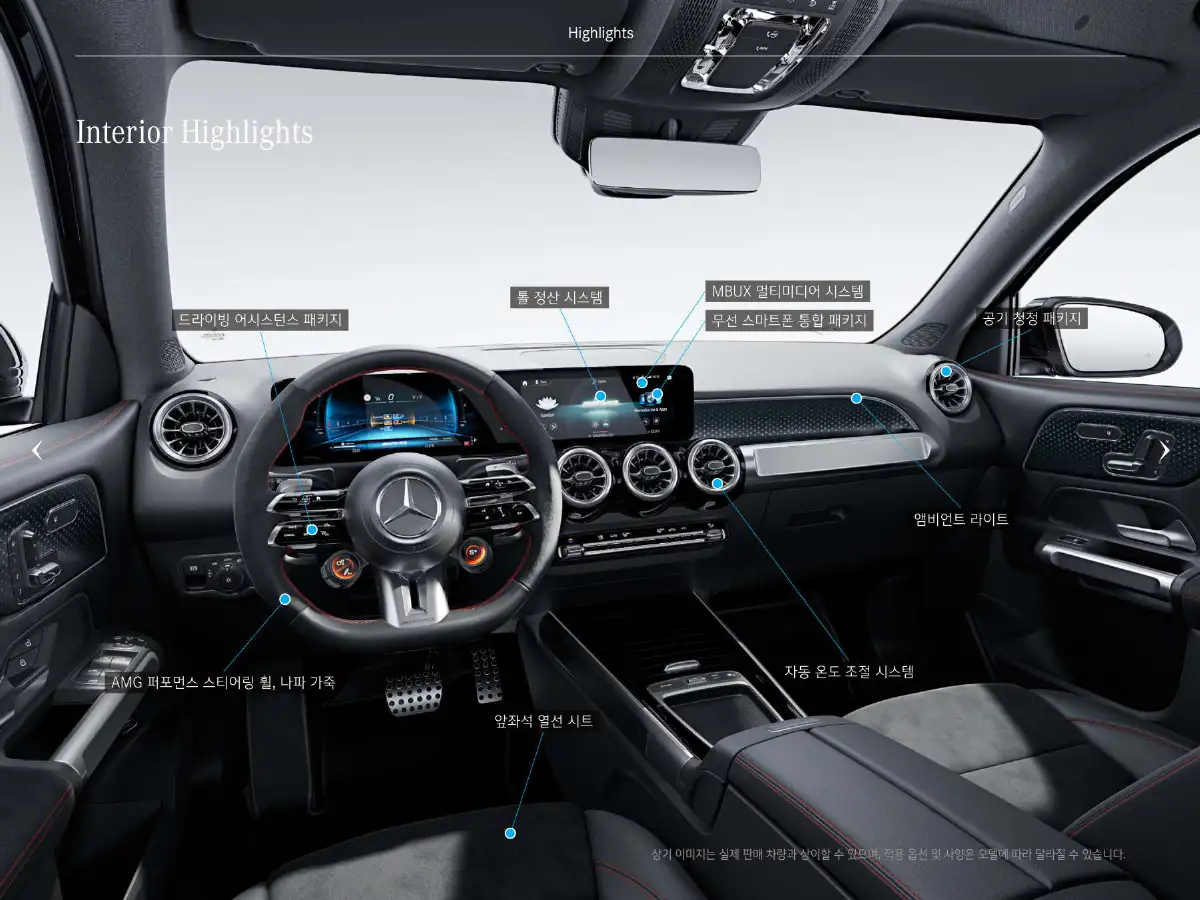 Highlights
Interior Highlights
톨 정산 시스템
MBUX 멀티미디어 시스템
드라이빙 어시스턴스 패키지
무선 스마트폰 통합 패키지
공기 청정 패키지
앰비언트 라이트
자동 온도 조절 시스템
AMG 퍼포먼스 스티어링 휠, 나파 가죽
앞좌석 열선 시트
상기 이미지는 실제 판매 차량과 상이할 수 있으며, 적용 옵션 및 사양은 모델에 따라 달라질 수 있습니다.